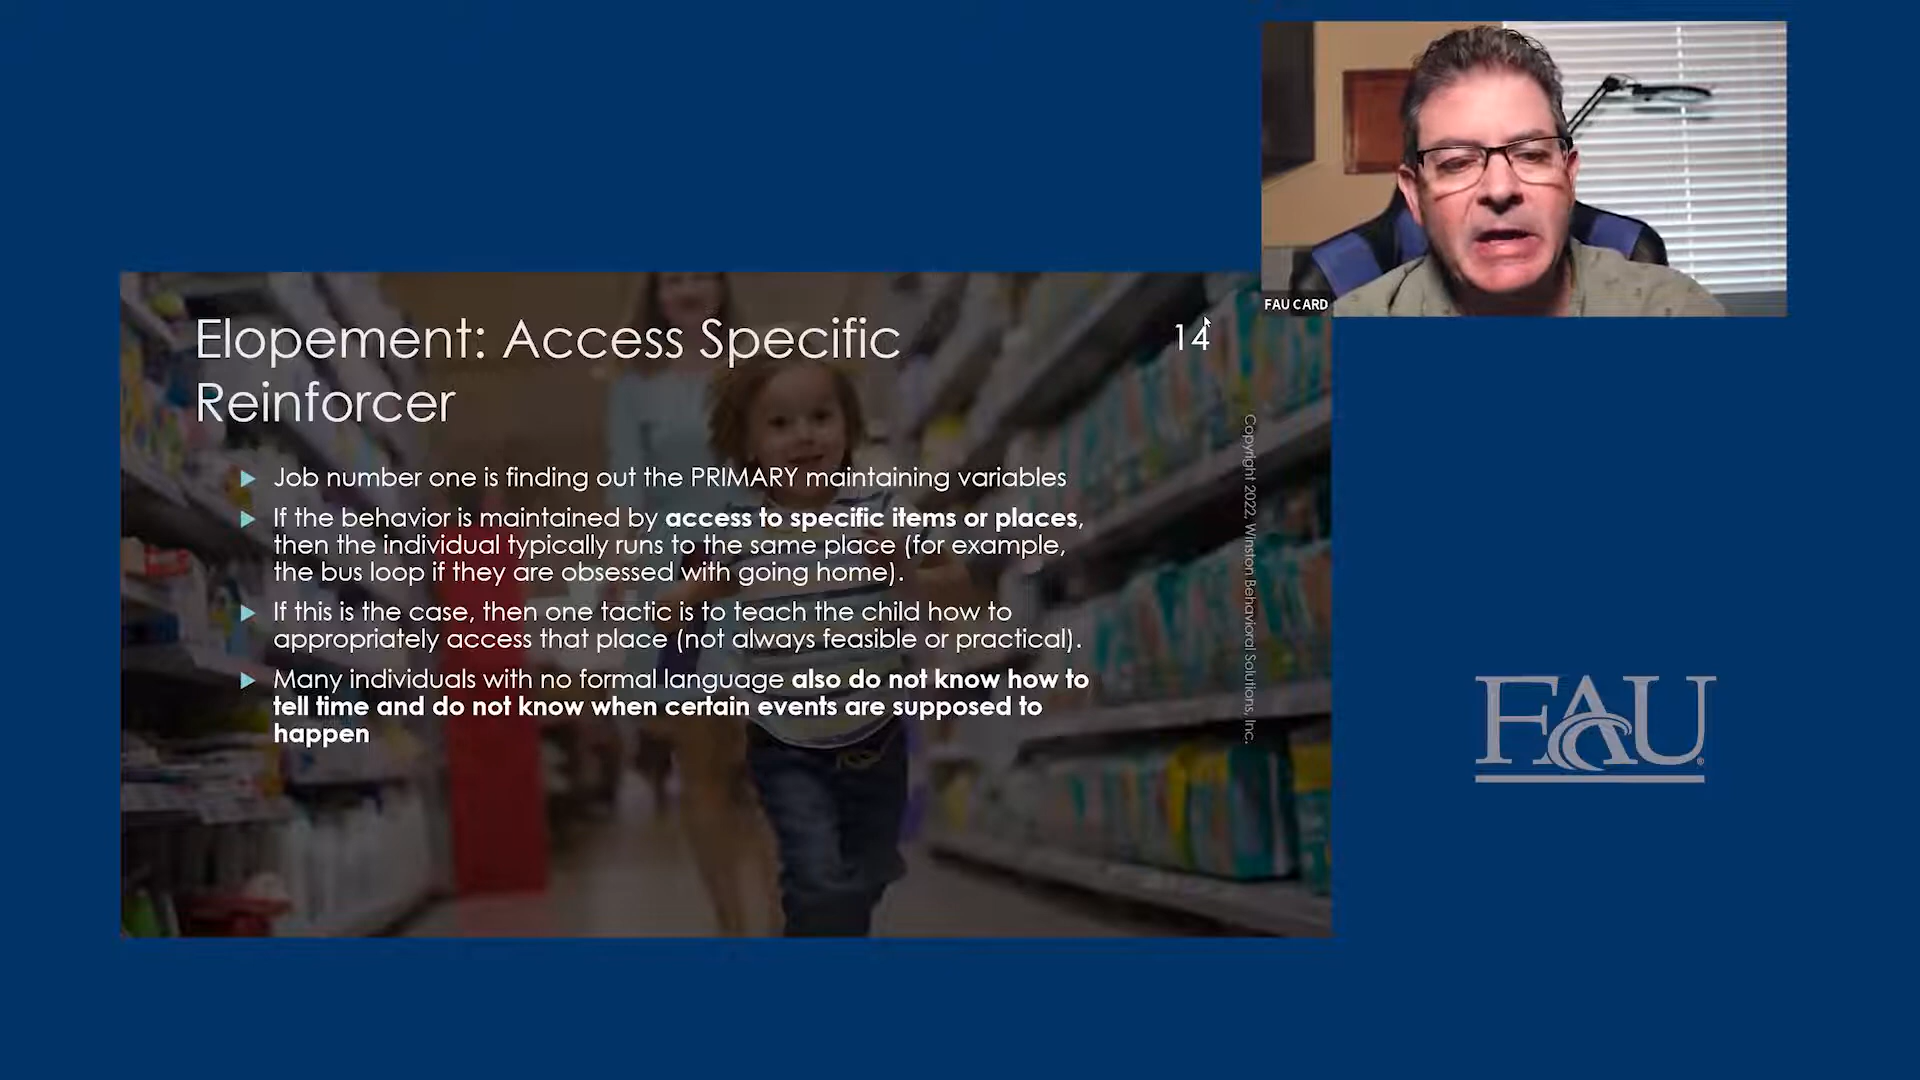 FAU CARD
Elopement: Access Specific
Reinforcer
14
Job number one is finding out the PRIMARY maintaining variables
If the behavior is maintained by access to specific items or places,
then the individual typically runs to the same place (for example,
the bus loop if they are obsessed with going home).
If this is the case, then one tactic is to teach the child how to
appropriately access that place (not always feasible or practical).
Many individuals with no formal language also do not know how to
tell time and do not know when certain events are supposed to
happen
Copyright 2022, Winston Behavioral Solutions, Inc.
FAU®